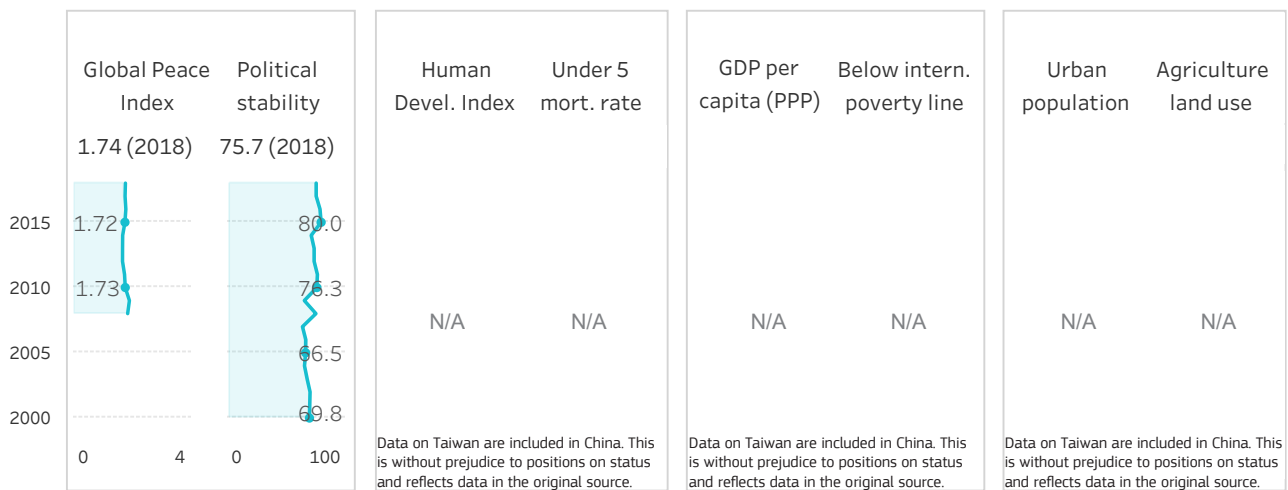 Global Peace
Index
1.74 (2018)
Political
stability
75.7 (2018)
2015
1.72
80.0
2010
1.73
76.3
2005
66.5
2000
69.8
0
4
0
100
Human
Devel. Index
Under 5
mort. rate
N/A
N/A
Data on Taiwan are included in China. This
is without prejudice to positions on status
and reflects data in the original source.
GDP per
capita (PPP)
Below intern.
poverty line
N/A
N/A
Data on Taiwan are included in China. This
is without prejudice to positions on status
and reflects data in the original source.
Urban
population
Agriculture
land use
N/A
N/A
Data on Taiwan are included in China. This
is without prejudice to positions on status
and reflects data in the original source.